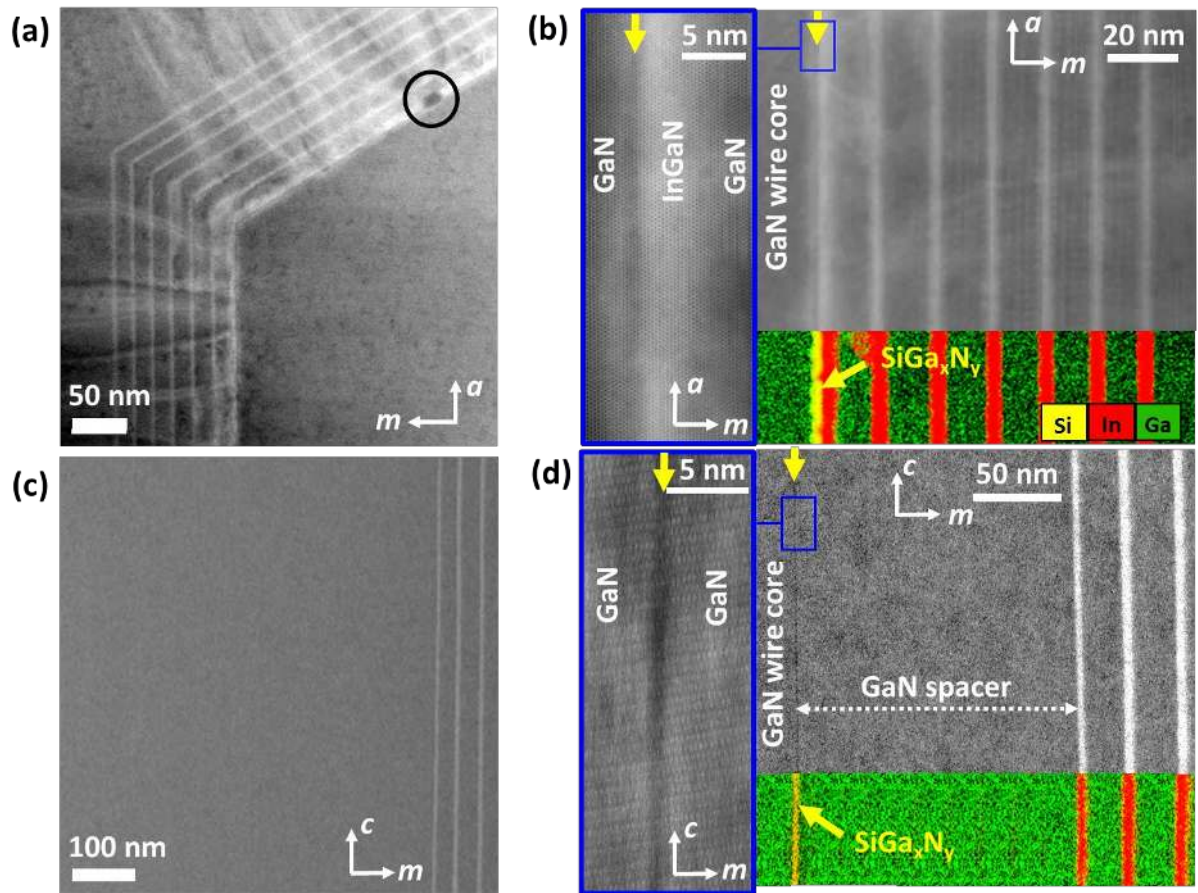 (a)
50 nm
a
m
(b)
5 nm
GaN
InGaN
GaN
a
m
GaN wire core
a
m
20 nm
SiGaxNy
Si In Ga
(c)
100 nm
c
m
(d)
5 nm
GaN
GaN
c
m
GaN wire core
c
m
50 nm
GaN spacer
SiGaxNy